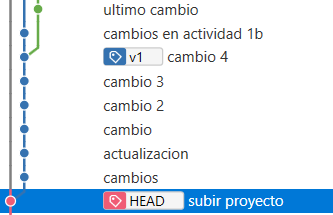 ultimo cambio
cambios en actividad 1b
v1 cambio 4
cambio 3
cambio 2
cambio
actualizacion
cambios
HEAD subir proyecto